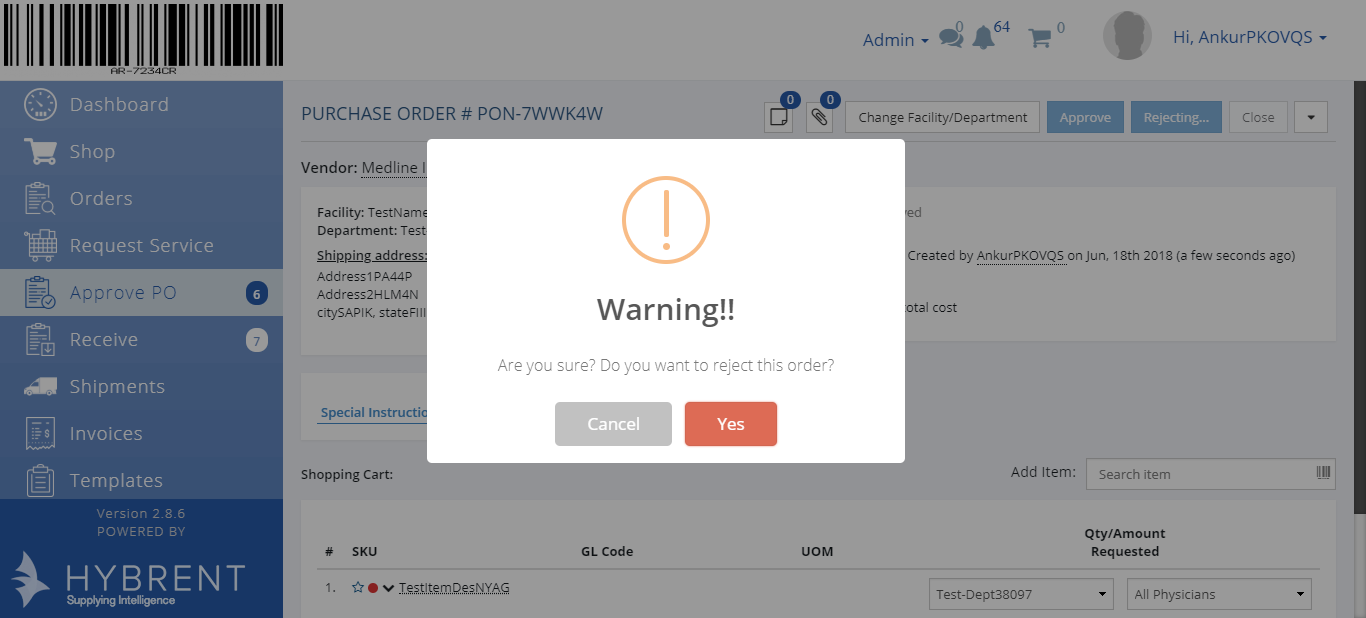 AR-7234CR
Admin
0
64
0
Hi, AnkurPKOVQS
Dashboard
Shop
Orders
Request Service
Approve PO
6
Receive
7
Shipments
Invoices
Templates
Version 2.8.6
POWERED BY
HYBRENT
Supplying Intelligence
PURCHASE ORDER # PON-7WWK4W
0
0
Change Facility/Department
Approve
Rejecting...
Close
Vendor: Medline
Facility: TestName
Department: Test-
Shipping address:
Address1PA44P
Address2HLM4N
citySAPIK, stateFIII
Created by AnkurPKOVQS on Jun, 18th 2018 (a few seconds ago)
total cost
Warning!!
Are you sure? Do you want to reject this order?
Cancel
Yes
Special Instructio
Shopping Cart:
Add Item:
Search item
# SKU GL Code UOM Qty/Amount
Requested
1. TestItemDesNYAG
Test-Dept38097
All Physicians